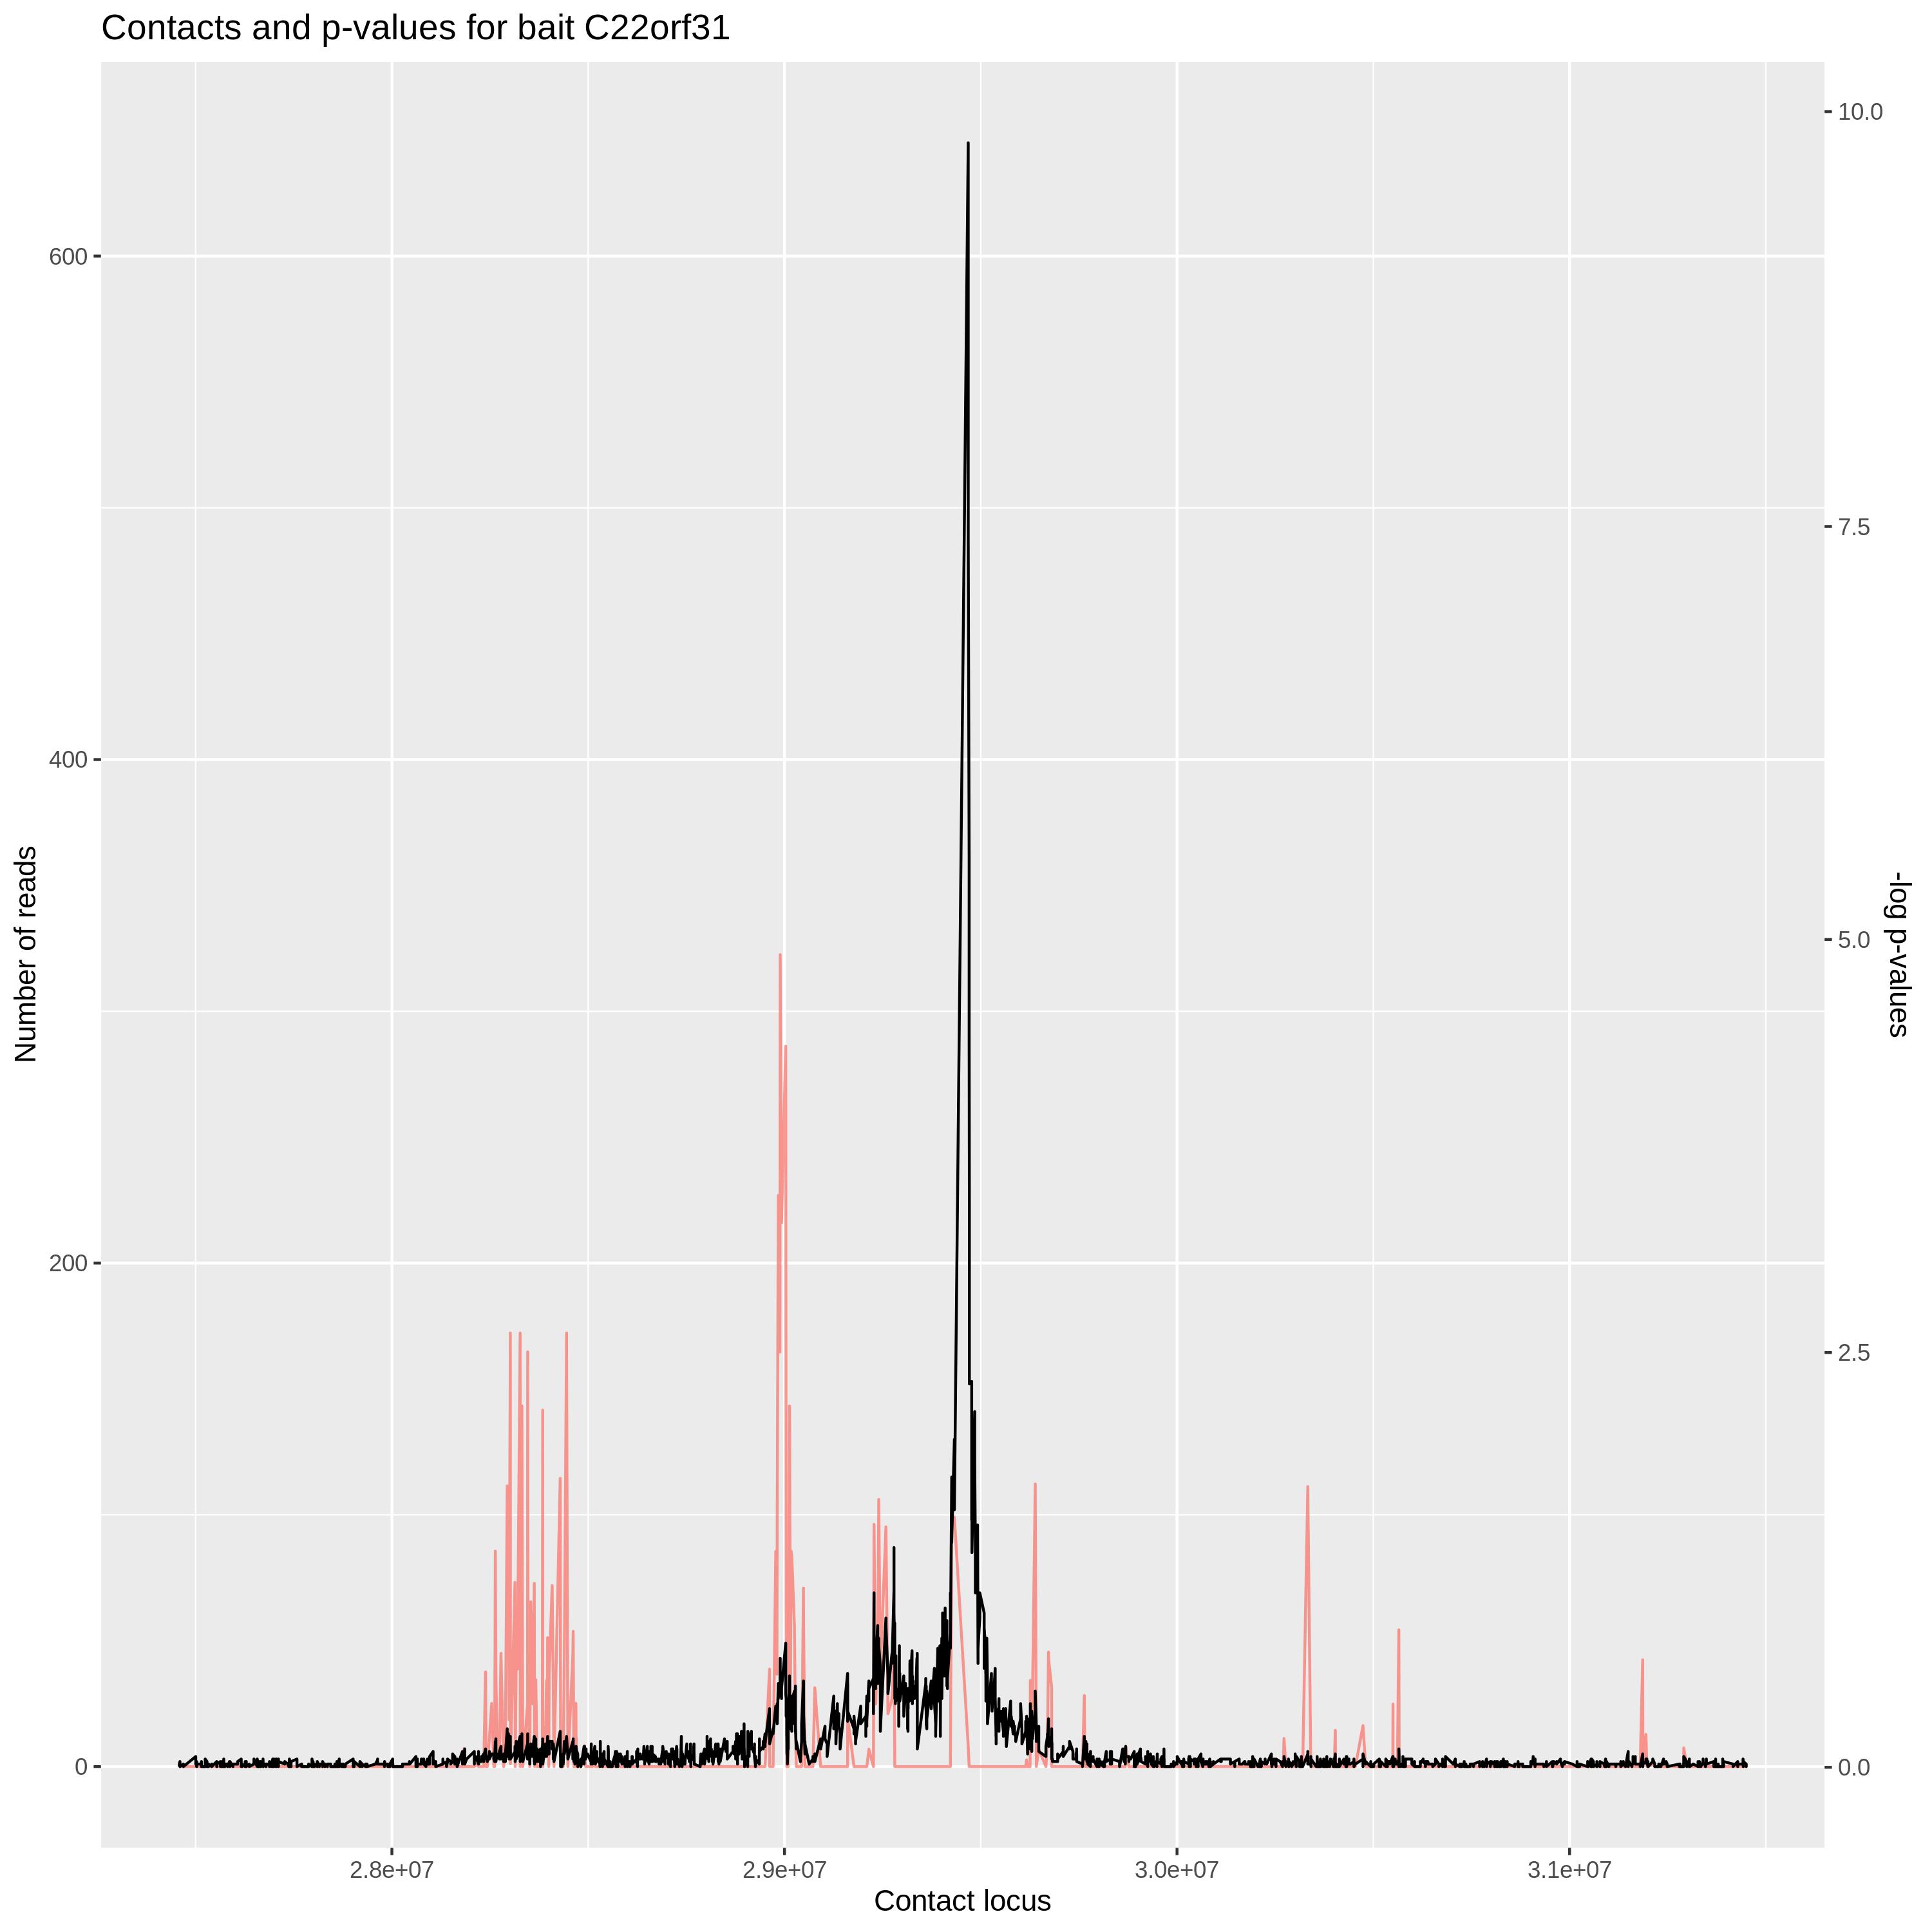 Contacts and p-values for bait C22orf31
10.0
600
7.5
400
5.0
Number of reads
-log p-values
200
2.5
0
0.0
2.8e+07
2.9e+07
3.0e+07
3.1e+07
Contact locus